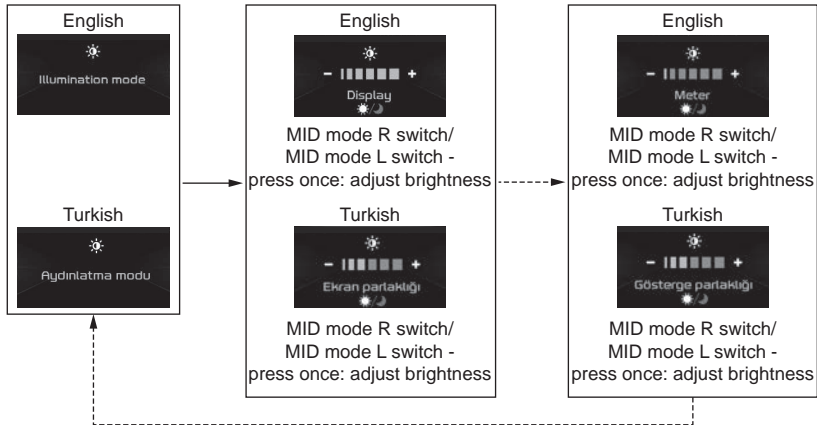 English
Illumination mode
Turkish
Aydınlatma modu
English
- +
Display
MID mode R switch/
MID mode L switch -
press once: adjust brightness
Turkish
- +
Ekran parlaklığı
MID mode R switch/
MID mode L switch -
press once: adjust brightness
English
- +
Meter
MID mode R switch/
MID mode L switch -
press once: adjust brightness
Turkish
- +
Gösterge parlaklığı
MID mode R switch/
MID mode L switch -
press once: adjust brightness